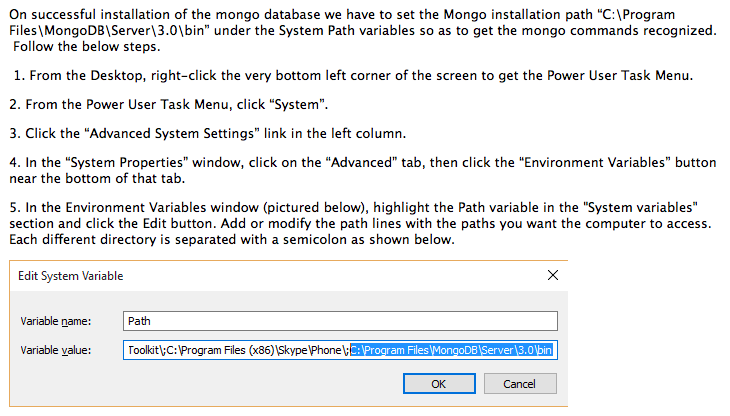 On successful installation of the mongo database we have to set the Mongo installation path “C:\Program
Files\MongoDB\Server\3.0\bin” under the System Path variables so as to get the mongo commands recognized.
Follow the below steps.
1. From the Desktop, right-click the very bottom left corner of the screen to get the Power User Task Menu.
2. From the Power User Task Menu, click “System”.
3. Click the “Advanced System Settings” link in the left column.
4. In the “System Properties” window, click on the “Advanced” tab, then click the “Environment Variables” button
near the bottom of that tab.
5. In the Environment Variables window (pictured below), highlight the Path variable in the "System variables"
section and click the Edit button. Add or modify the path lines with the paths you want the computer to access.
Each different directory is separated with a semicolon as shown below.
Edit System Variable
Variable name: Path
Variable value: Toolkit\;C:\Program Files (x86)\Skype\Phone\;C:\Program Files\MongoDB\Server\3.0\bin
OK Cancel